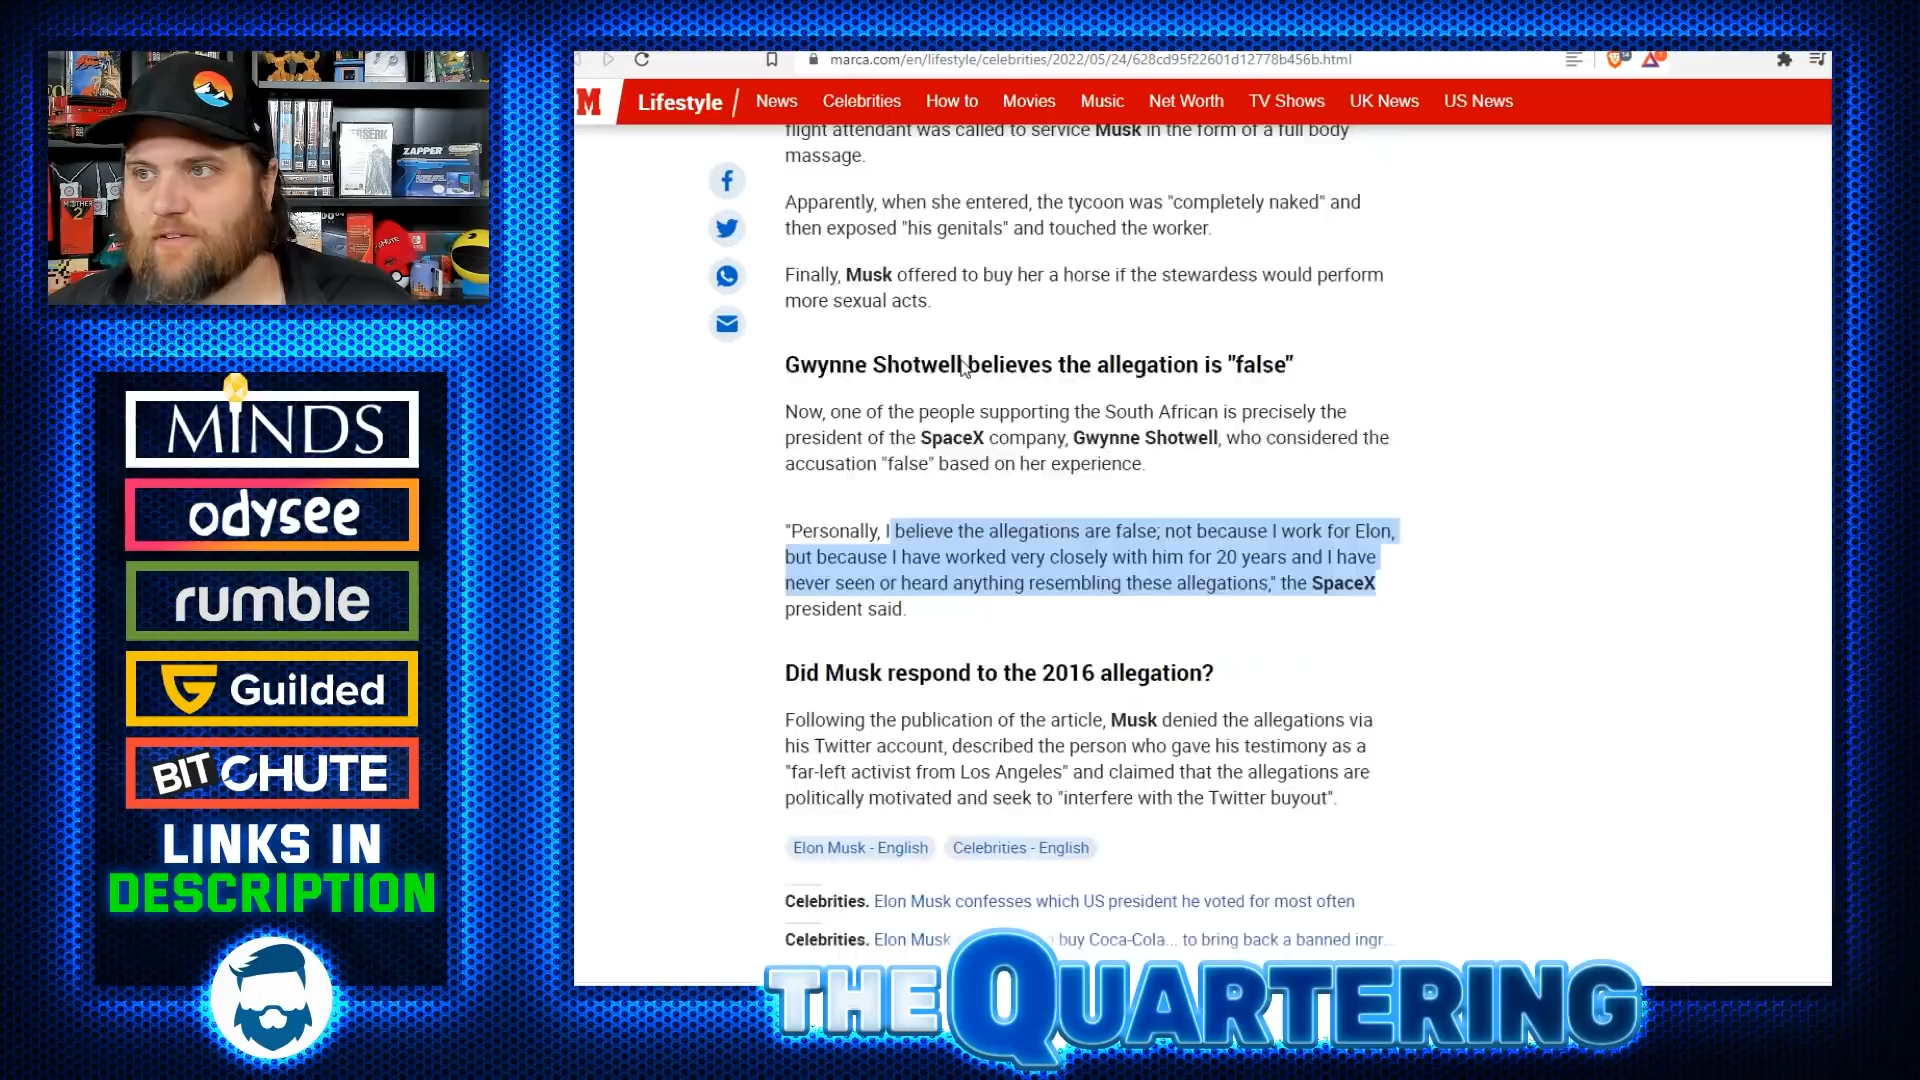 marca.com/en/lifestyle/celebrities/2022/05/24/628cd95f22601d12778b456b.html
M
Lifestyle
News
Celebrities
How to
Movies
Music
Net Worth
TV Shows
UK News
US News
flight attendant was called to service Musk in the form of a full body
massage.
Apparently, when she entered, the tycoon was "completely naked" and
then exposed "his genitals" and touched the worker.
Finally, Musk offered to buy her a horse if the stewardess would perform
more sexual acts.
Gwynne Shotwell believes the allegation is "false"
Now, one of the people supporting the South African is precisely the
president of the SpaceX company, Gwynne Shotwell, who considered the
accusation "false" based on her experience.
"Personally, I believe the allegations are false; not because I work for Elon,
but because I have worked very closely with him for 20 years and I have
never seen or heard anything resembling these allegations," the SpaceX
president said.
Did Musk respond to the 2016 allegation?
Following the publication of the article, Musk denied the allegations via
his Twitter account, described the person who gave his testimony as a
"far-left activist from Los Angeles" and claimed that the allegations are
politically motivated and seek to "interfere with the Twitter buyout".
Elon Musk - English
Celebrities - English
Celebrities. Elon Musk confesses which US president he voted for most often
Celebrities. Elon Musk buy Coca-Cola... to bring back a banned ingr...
BERSERK
ZAPPER
MOTHER
2
MINDS
odysee
rumble
Guilded
BITCHUTE
LINKS IN
DESCRIPTION
THE QUARTERING